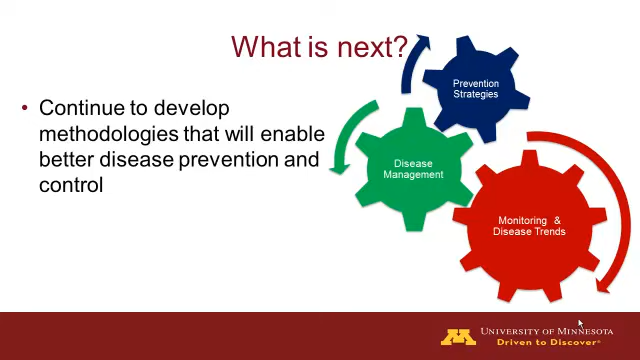 What is next?
• Continue to develop
methodologies that will enable
better disease prevention and
control
Prevention
Strategies
Disease
Management
Monitoring & 
Disease Trends
M
UNIVERSITY OF MINNESOTA
Driven to Discover®